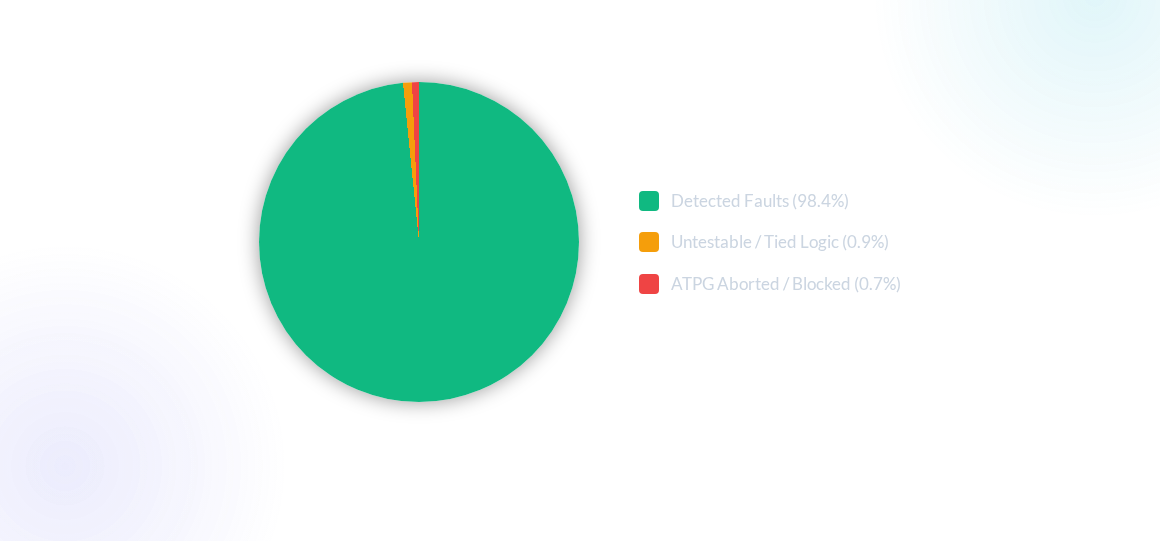 Detected Faults (98.4%)
Untestable / Tied Logic (0.9%)
ATPG Aborted / Blocked (0.7%)